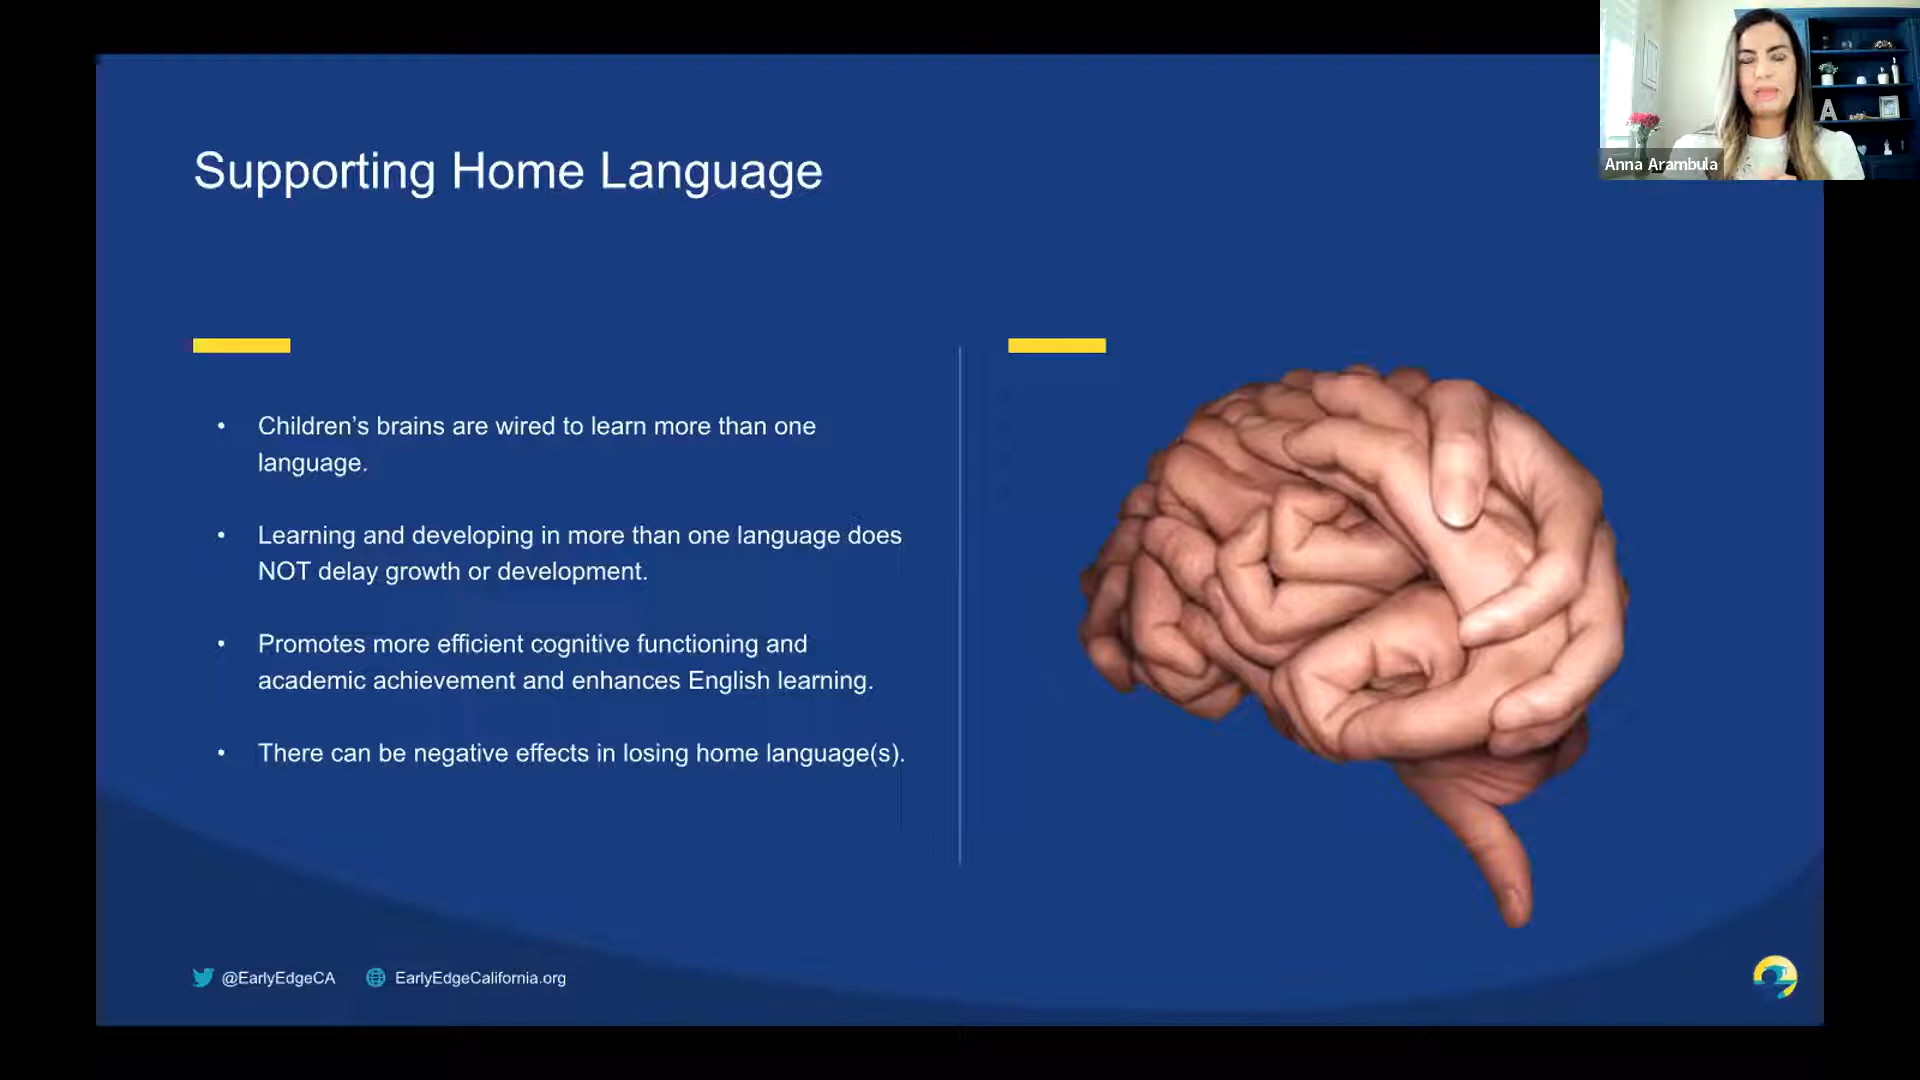 Supporting Home Language
• Children’s brains are wired to learn more than one
language.
• Learning and developing in more than one language does
NOT delay growth or development.
• Promotes more efficient cognitive functioning and
academic achievement and enhances English learning.
• There can be negative effects in losing home language(s).
@EarlyEdgeCA
EarlyEdgeCalifornia.org
A
Anna Arambula